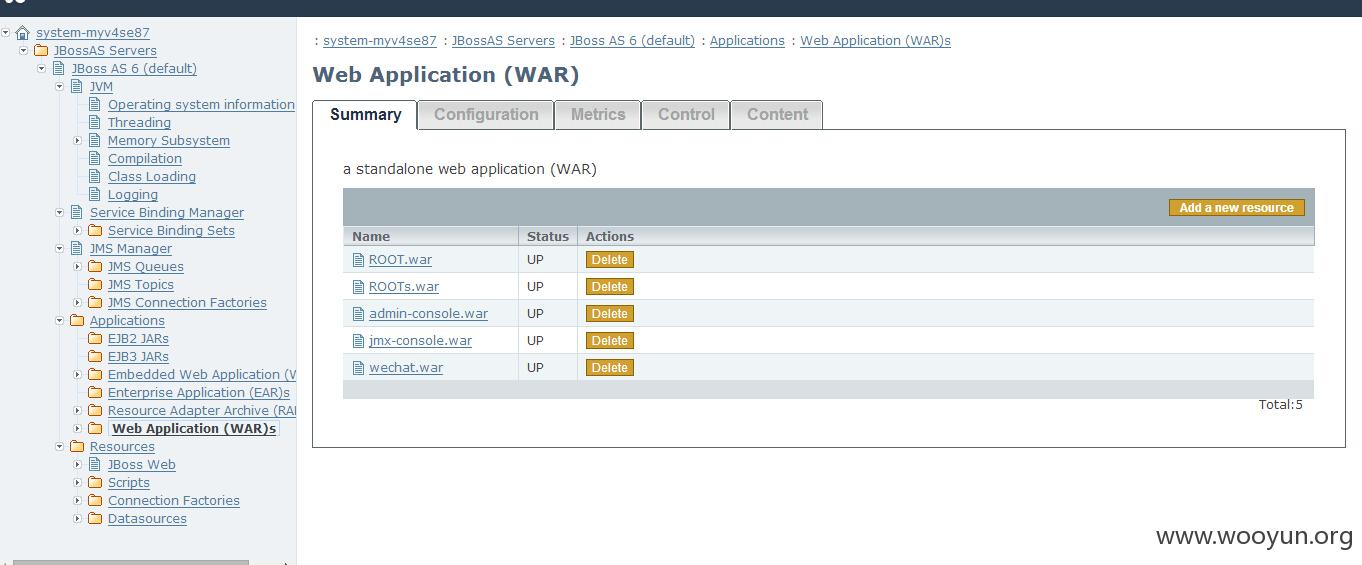 system-myv4se87
JBossAS Servers
JBoss AS 6 (default)
JVM
Operating system information
Threading
Memory Subsystem
Compilation
Class Loading
Logging
Service Binding Manager
Service Binding Sets
JMS Manager
JMS Queues
JMS Topics
JMS Connection Factories
Applications
EJB2 JARs
EJB3 JARs
Embedded Web Application (W
Enterprise Application (EAR)s
Resource Adapter Archive (RA
Web Application (WAR)s
Resources
JBoss Web
Scripts
Connection Factories
Datasources
: system-myv4se87 : JBossAS Servers : JBoss AS 6 (default) : Applications : Web Application (WAR)s
Web Application (WAR)
Summary Configuration Metrics Control Content
a standalone web application (WAR)
Add a new resource
Name Status Actions
ROOT.war UP Delete
ROOTs.war UP Delete
admin-console.war UP Delete
jmx-console.war UP Delete
wechat.war UP Delete
Total:5
www.wooyun.org